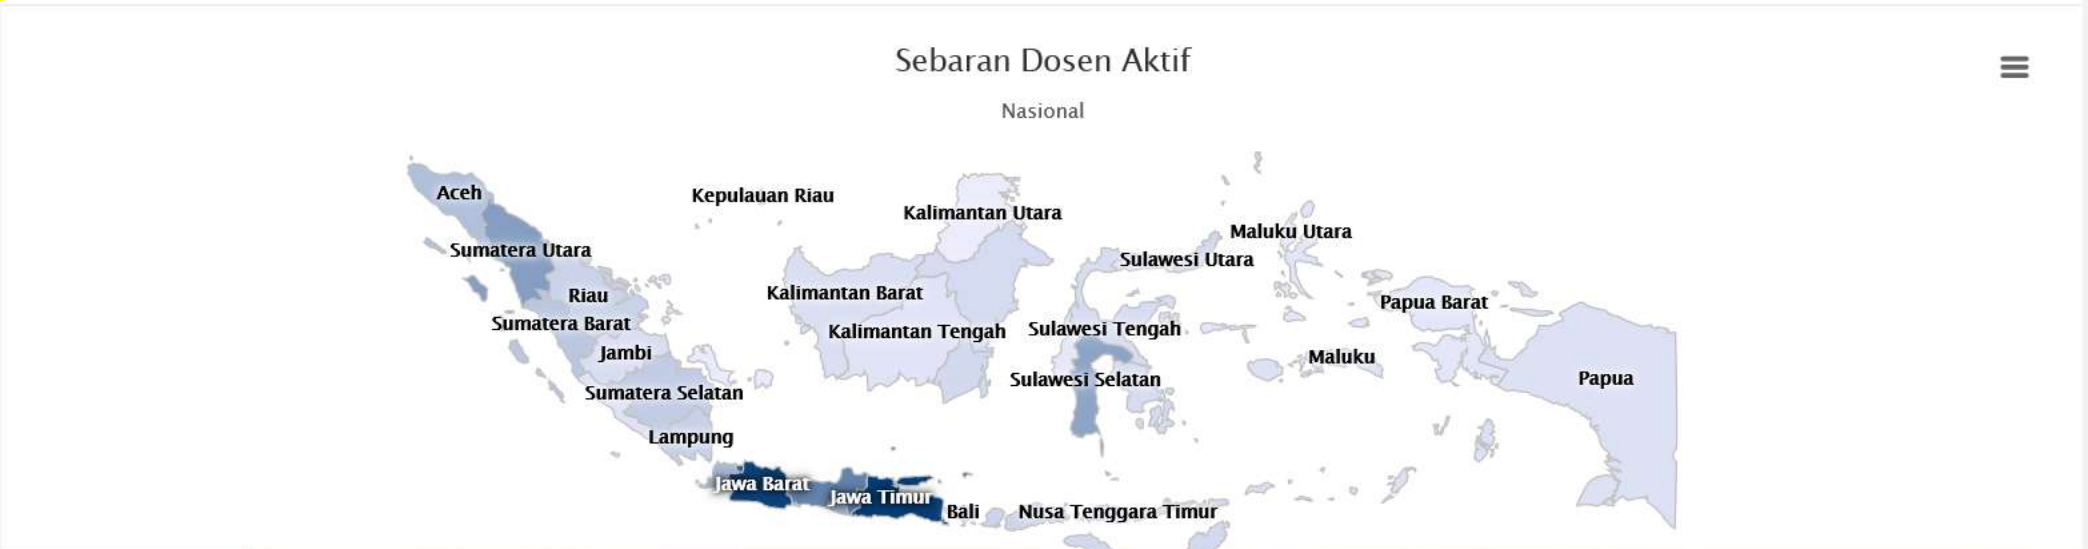 Sebaran Dosen Aktif
Nasional
Aceh
Kepulauan Riau
Kalimantan Utara
Maluku Utara
Sumatera Utara
Sulawesi Utara
Riau
Kalimantan Barat
Papua Barat
Sumatera Barat
Kalimantan Tengah
Sulawesi Tengah
Jambi
Maluku
Sulawesi Selatan
Papua
Sumatera Selatan
Lampung
Jawa Barat
Jawa Timur
Bali
Nusa Tenggara Timur